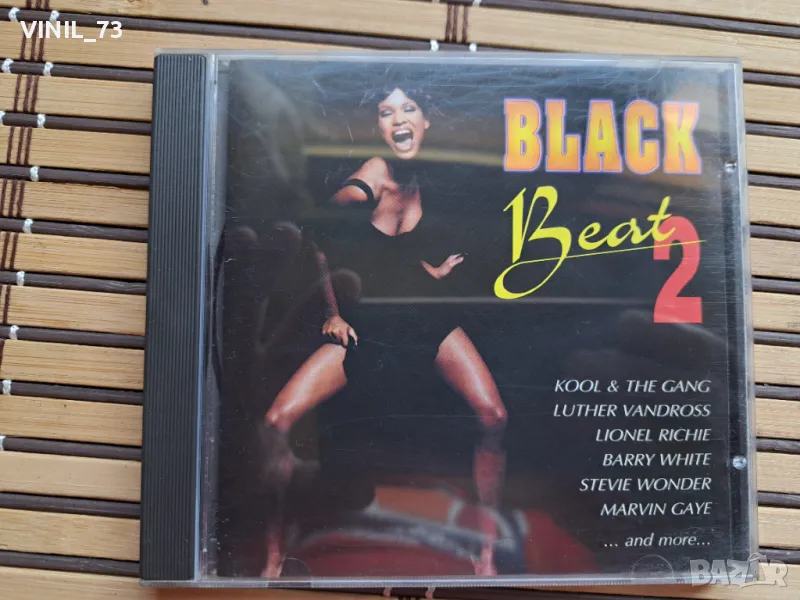 VINIL_73
BLACK
Beat
2
KOOL & THE GANG
LUTHER VANDROSS
LIONEL RICHIE
BARRY WHITE
STEVIE WONDER
MARVIN GAYE
... and more...
BAZAR